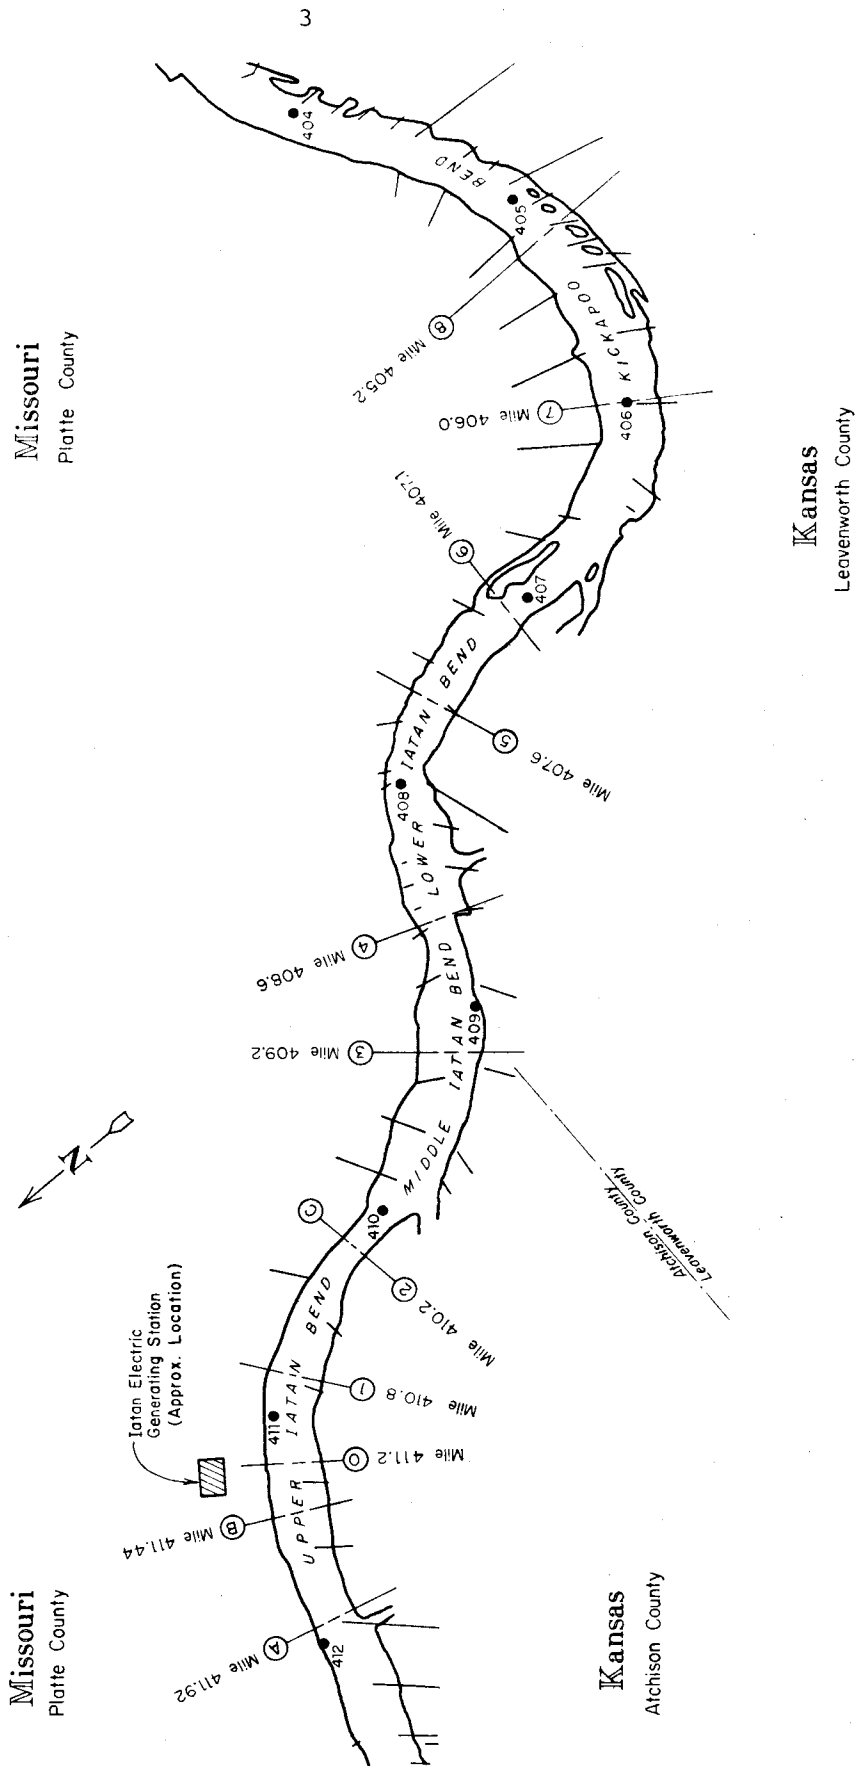 3
Missouri
Platte County
404
BEND
405
8
Mile 405.2
KICKAPOO
7
Mile 406.0
406
6
Mile 407.1
407
Kansas
Leavenworth County
BEND
IATAN
LOWER
5
Mile 407.6
408
4
Mile 408.6
MIDDLE IATAN BEND
409
3
Mile 409.2
N
Atchison County
Leavenworth County
C
410
2
Mile 410.2
Iatan Electric
Generating Station
(Approx. Location)
UPPER IATAIN BEND
1
Mile 410.8
411
0
Mile 411.2
B
Mile 411.44
A
Mile 411.92
412
Missouri
Platte County
Kansas
Atchison County